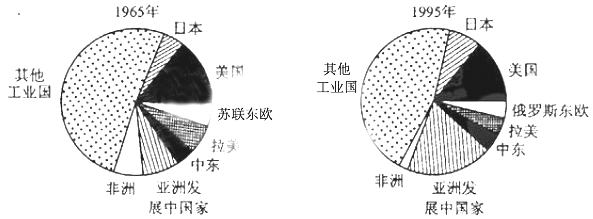 1965年
日本
美国
苏联东欧
拉美
中东
亚洲发
展中国家
非洲
其他
工业国
1995年
日本
美国
俄罗斯东欧
拉美
中东
亚洲发
展中国家
非洲
其他
工业国